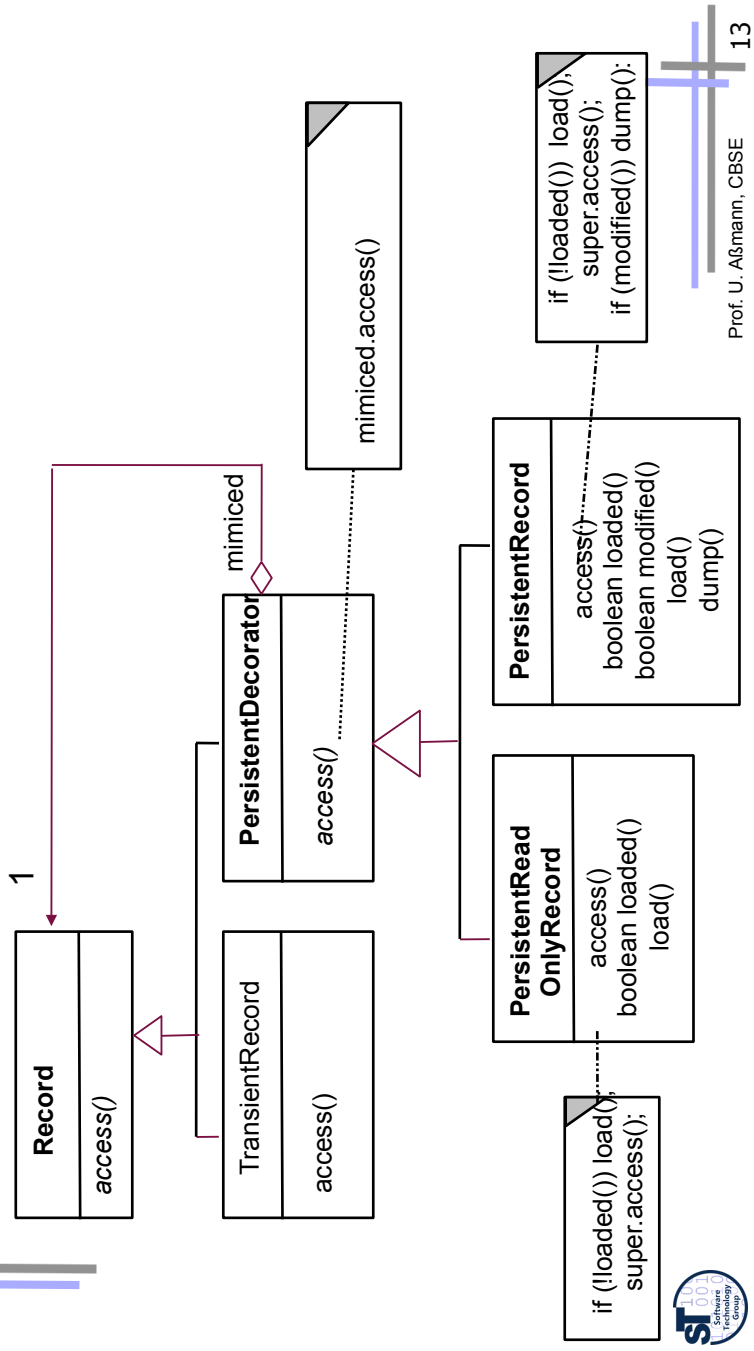 Record
access()
1
TransientRecord
access()
PersistentDecorator
access()
mimiced
mimiced.access()
PersistentRead
OnlyRecord
access()
boolean loaded()
load()
PersistentRecord
access()
boolean loaded()
boolean modified()
load()
dump()
if (!loaded()) load();
super.access();
if (!loaded()) load(),
super.access();
if (modified()) dump():
ST
Software
Technology
Group
Prof. U. Aßmann, CBSE
13